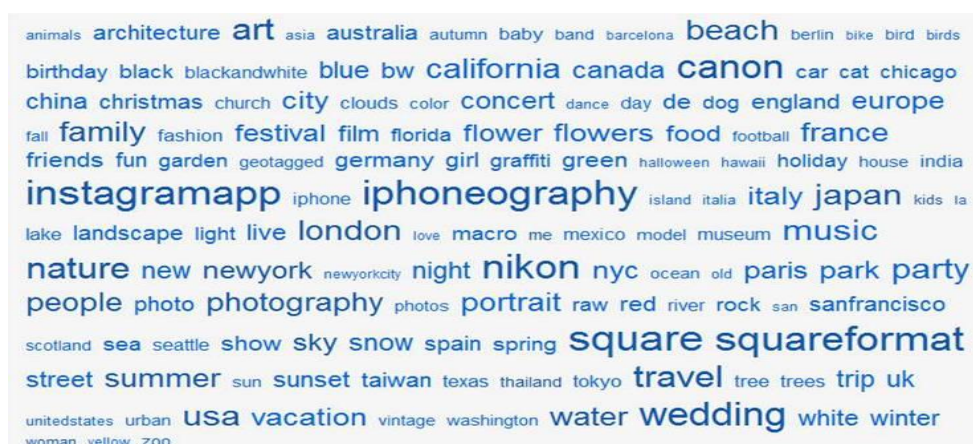 animals architecture art asia australia autumn baby band barcelona beach berlin bike bird birds
birthday black blackandwhite blue bw california canada canon car cat chicago
china christmas church city clouds color concert dance day de dog england europe
fall family fashion festival film florida flower flowers food football france
friends fun garden geotagged germany girl graffiti green halloween hawaii holiday house india
instagramapp iphone iphoneography island italia italy japan kids la
lake landscape light live london love macro me mexico model museum music
nature new newyork newyorkcity night nikon nyc ocean old paris park party
people photo photography photos portrait raw red river rock san sanfrancisco
scotland sea seattle show sky snow spain spring square squareformat
street summer sun sunset taiwan texas thailand tokyo travel tree trees trip uk
unitedstates urban usa vacation vintage washington water wedding white winter
woman yellow zoo